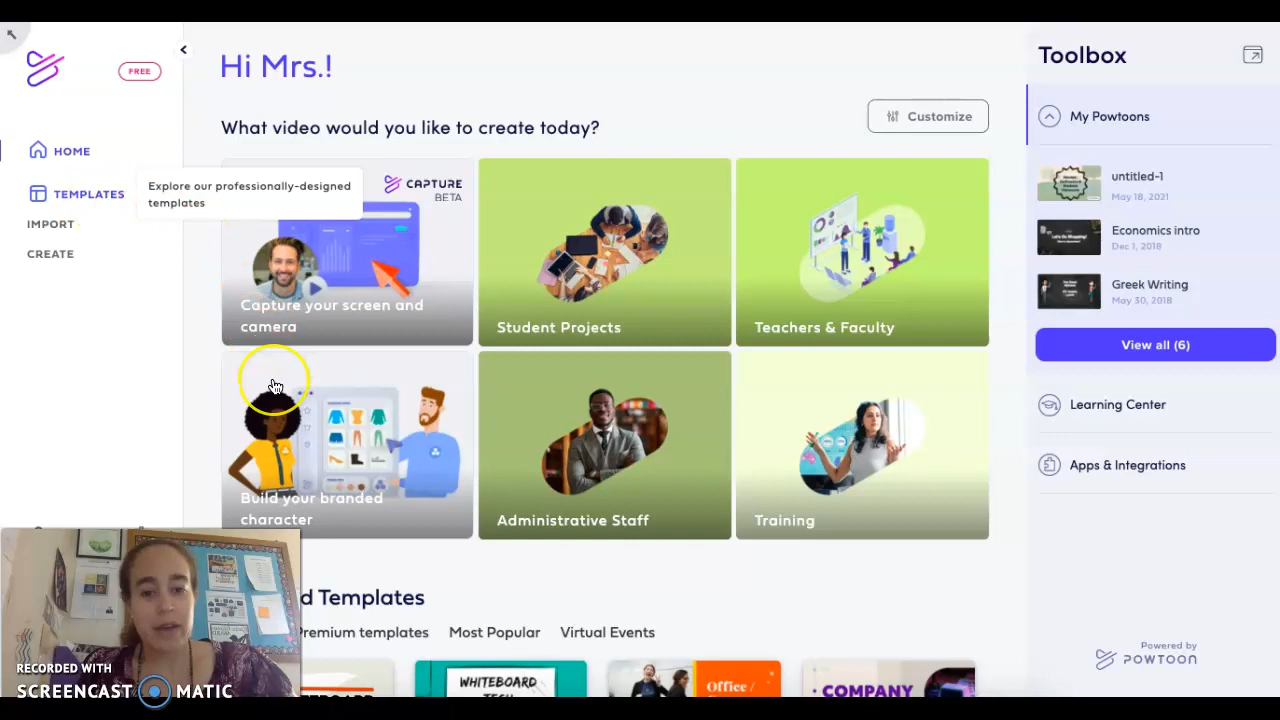 FREE
HOME
TEMPLATES
Explore our professionally-designed
templates
IMPORT
CREATE
Hi Mrs.!
What video would you like to create today?
Customize
CAPTURE
BETA
Capture your screen and
camera
Student Projects
Teachers & Faculty
Build your branded
character
Administrative Staff
Training
d Templates
Premium templates
Most Popular
Virtual Events
WHITEBOARD
TECH
Office /
COMPANY
Toolbox
My Powtoons
untitled-1
May 18, 2021
Economics intro
Dec 1, 2018
Greek Writing
May 30, 2018
View all (6)
Learning Center
Apps & Integrations
Powered by
POWTOON
RECORDED WITH
SCREENCAST MATIC